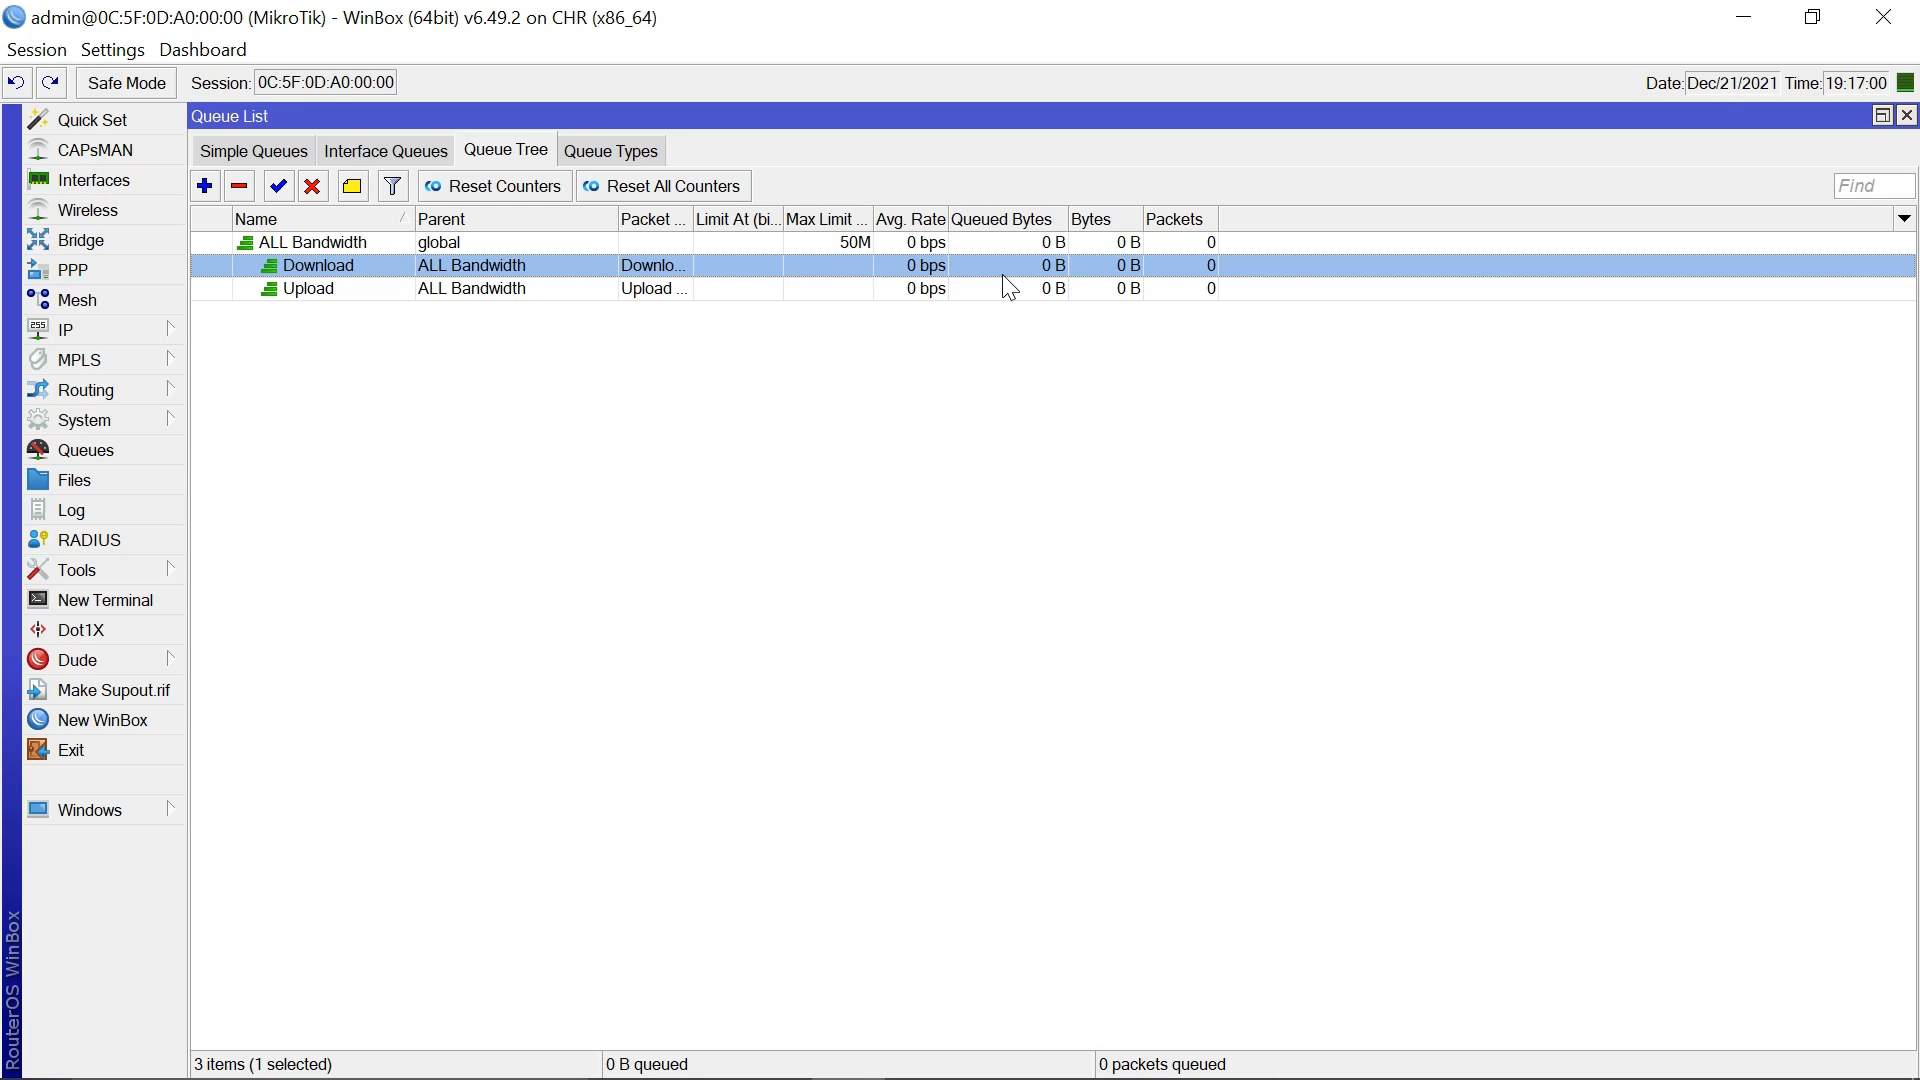 admin@0C:5F:0D:A0:00:00 (MikroTik) - WinBox (64bit) v6.49.2 on CHR (x86_64)
Session Settings Dashboard
Safe Mode Session: 0C:5F:0D:A0:00:00 Date: Dec/21/2021 Time: 19:17:00
Quick Set
CAPsMAN
Interfaces
Wireless
Bridge
PPP
Mesh
255
IP
MPLS
Routing
System
Queues
Files
Log
RADIUS
Tools
New Terminal
Dot1X
Dude
Make Supout.rif
New WinBox
Exit
Windows
RouterOS WinBox
Queue List
Simple Queues Interface Queues Queue Tree Queue Types
Reset Counters Reset All Counters Find
Name Parent Packet ... Limit At (bi... Max Limit ... Avg. Rate Queued Bytes Bytes Packets
ALL Bandwidth global 50M 0 bps 0 B 0 B 0
Download ALL Bandwidth Downlo... 0 bps 0 B 0 B 0
Upload ALL Bandwidth Upload ... 0 bps 0 B 0 B 0
3 items (1 selected) 0 B queued 0 packets queued